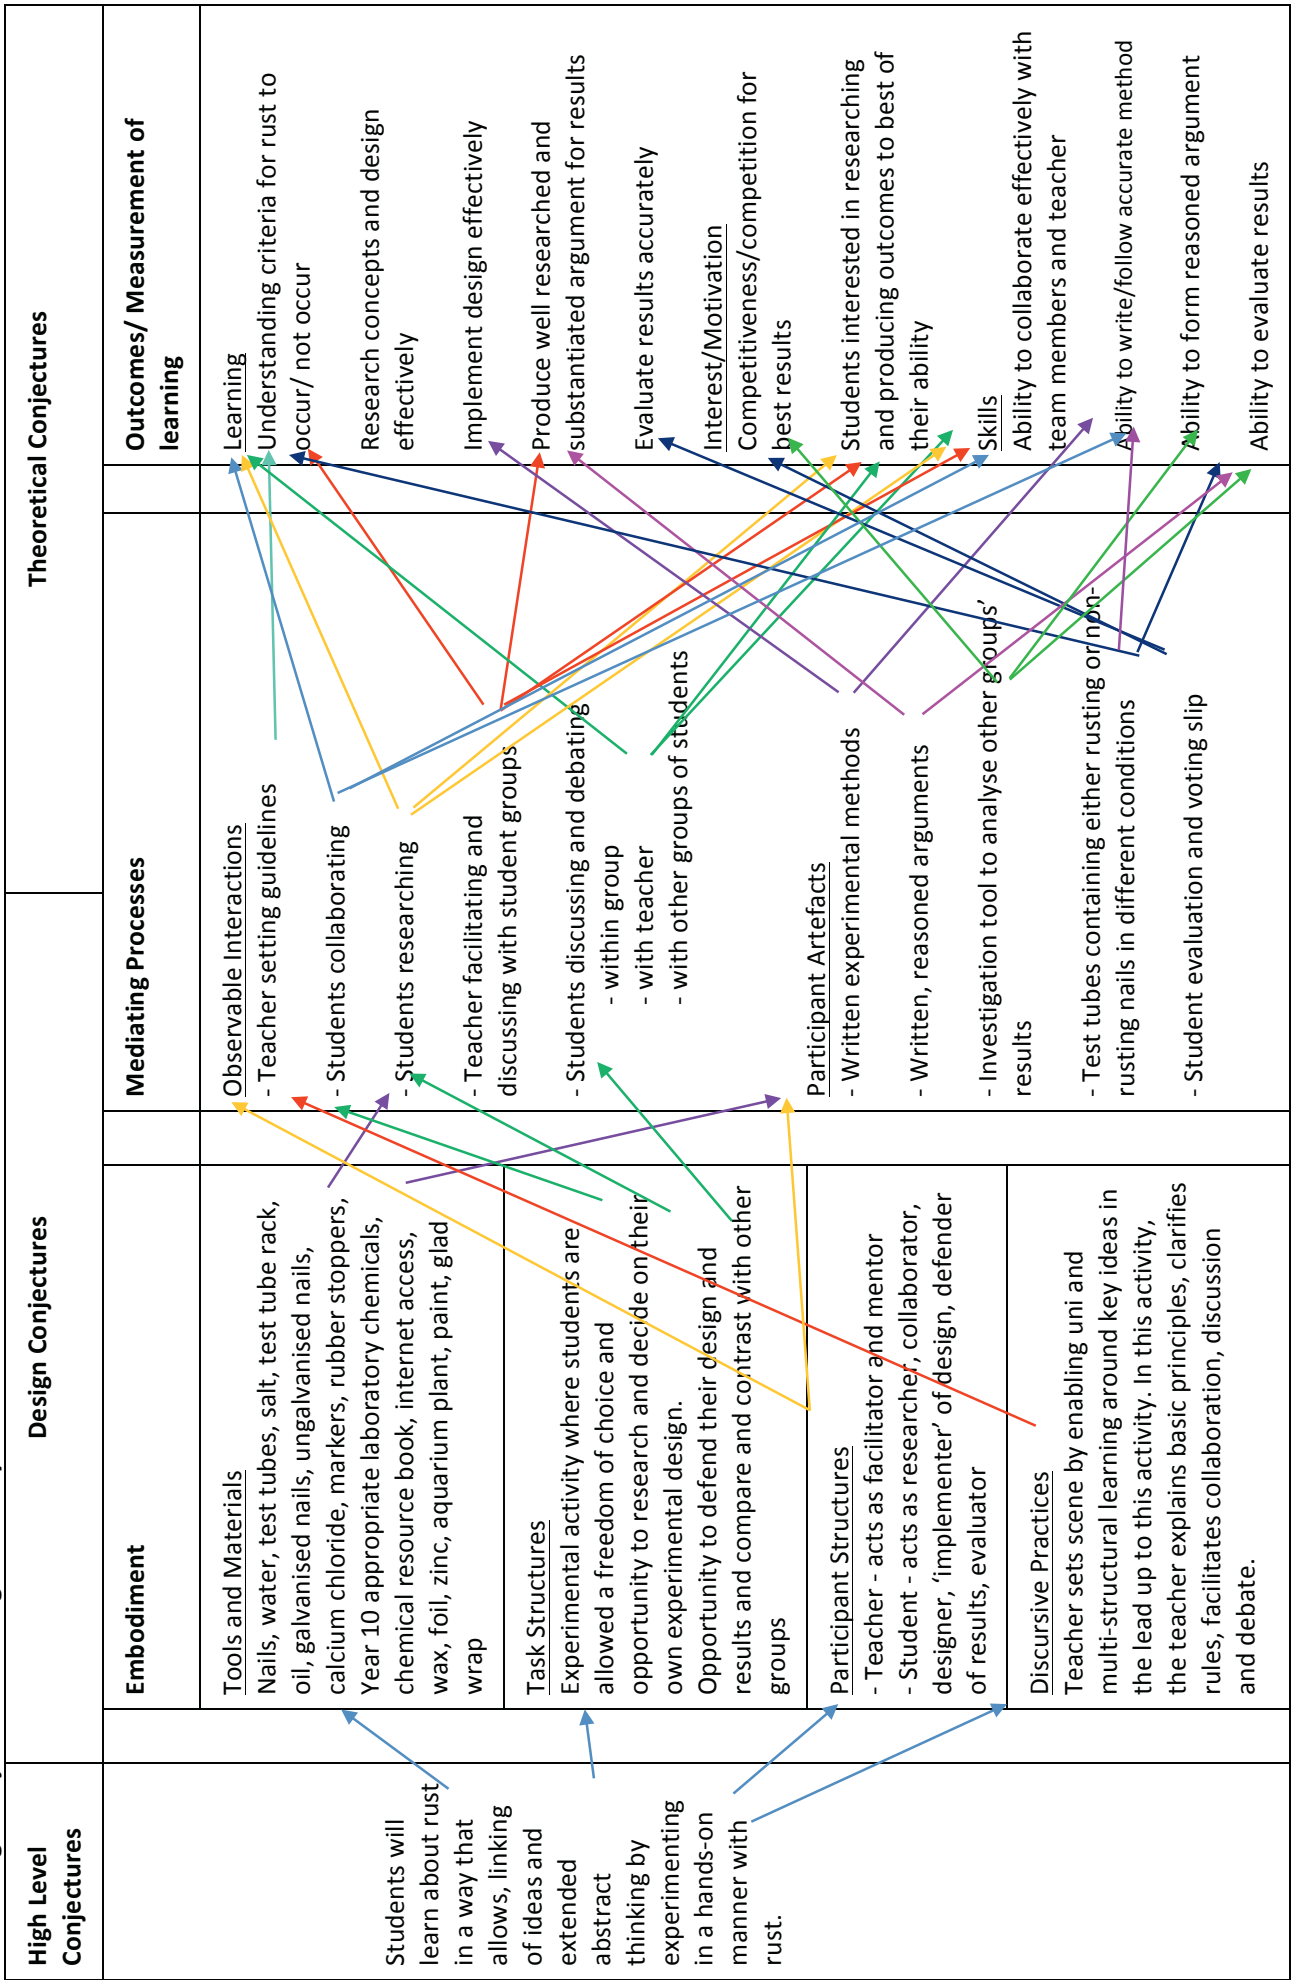 High Level
Conjectures
Design Conjectures
Theoretical Conjectures
Embodiment
Mediating Processes
Outcomes/ Measurement of
learning
Students will
learn about rust
in a way that
allows, linking
of ideas and
extended
abstract
thinking by
experimenting
in a hands-on
manner with
rust.
Tools and Materials
Nails, water, test tubes, salt, test tube rack,
oil, galvanised nails, ungalvanised nails,
calcium chloride, markers, rubber stoppers,
Year 10 appropriate laboratory chemicals,
chemical resource book, internet access,
wax, foil, zinc, aquarium plant, paint, glad
wrap
Task Structures
Experimental activity where students are
allowed a freedom of choice and
opportunity to research and decide on their
own experimental design.
Opportunity to defend their design and
results and compare and contrast with other
groups
Participant Structures
- Teacher - acts as facilitator and mentor
- Student - acts as researcher, collaborator,
designer, ‘implementer’ of design, defender
of results, evaluator
Discursive Practices
Teacher sets scene by enabling uni and
multi-structural learning around key ideas in
the lead up to this activity. In this activity,
the teacher explains basic principles, clarifies
rules, facilitates collaboration, discussion
and debate.
Observable Interactions
- Teacher setting guidelines
- Students collaborating
- Students researching
- Teacher facilitating and
discussing with student groups
- Students discussing and debating
- within group
- with teacher
- with other groups of students
Participant Artefacts
- Written experimental methods
- Written, reasoned arguments
- Investigation tool to analyse other groups’
results
- Test tubes containing either rusting or non-
rusting nails in different conditions
- Student evaluation and voting slip
Learning
Understanding criteria for rust to
occur/ not occur
Research concepts and design
effectively
Implement design effectively
Produce well researched and
substantiated argument for results
Evaluate results accurately
Interest/Motivation
Competitiveness/competition for
best results
Students interested in researching
and producing outcomes to best of
their ability
Skills
Ability to collaborate effectively with
team members and teacher
Ability to write/follow accurate method
Ability to form reasoned argument
Ability to evaluate results